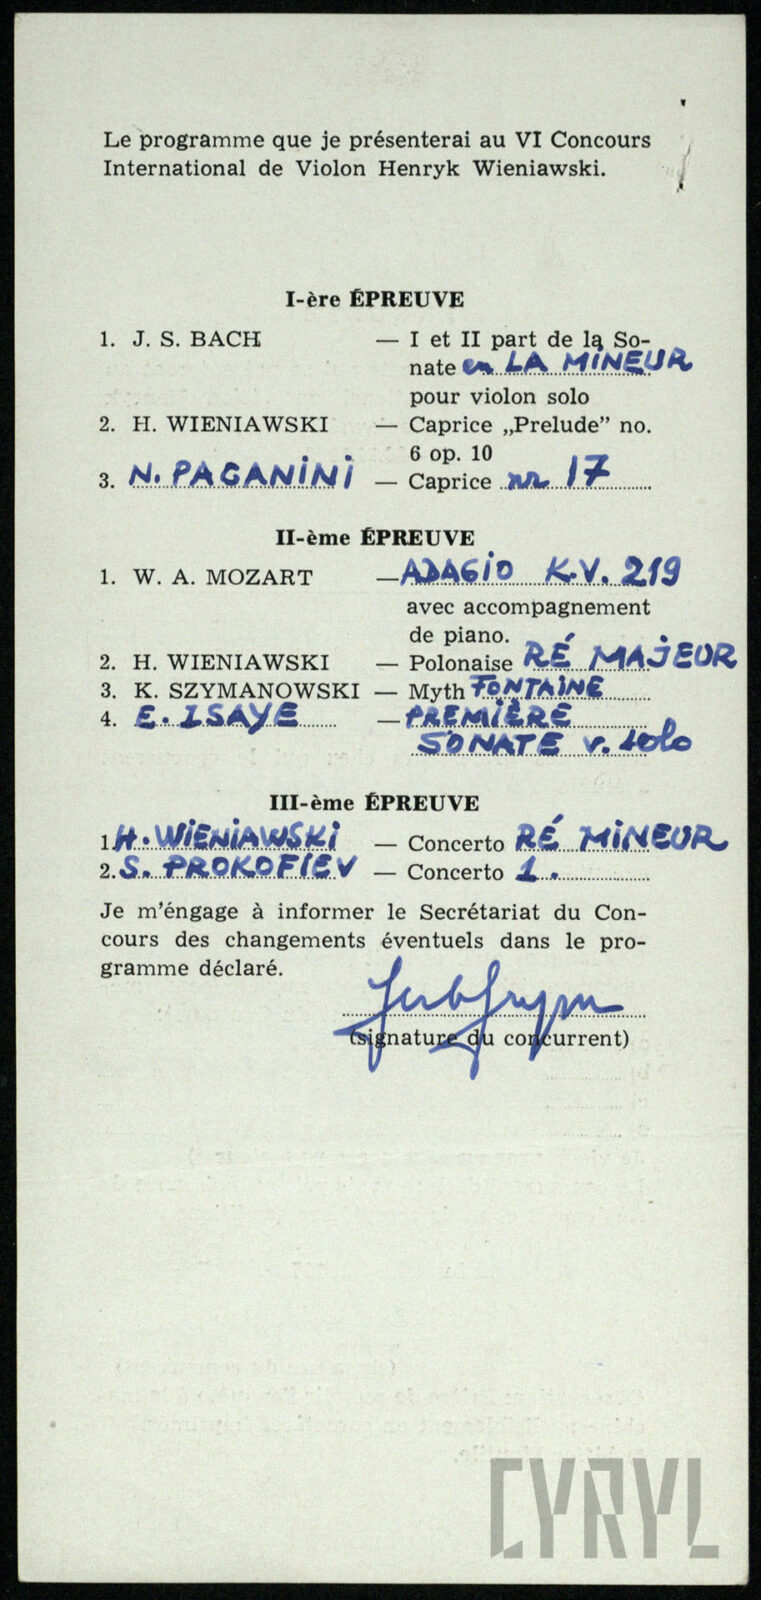 Le programme que je présenterai au VI Concours
International de Violon Henryk Wieniawski.
I-ère ÉPREUVE
1. J. S. BACH — I et II part de la So-
nate en LA MINEUR
pour violon solo
2. H. WIENIAWSKI — Caprice „Prelude” no.
6 op. 10
3. N. PAGANINI — Caprice nr 17
II-ème ÉPREUVE
1. W. A. MOZART — ADAGIO K.V. 219
avec accompagnement
de piano.
2. H. WIENIAWSKI — Polonaise RÉ MAJEUR
3. K. SZYMANOWSKI — Myth FONTAINE
4. E. ISAYE — PREMIÈRE
SONATE v. solo
III-ème ÉPREUVE
1. H. WIENIAWSKI — Concerto RÉ MINEUR
2. S. PROKOFIEV — Concerto 1.
Je m'éngage à informer le Secrétariat du Con-
cours des changements éventuels dans le pro-
gramme déclaré.
(signature du concurrent)
CYRYL